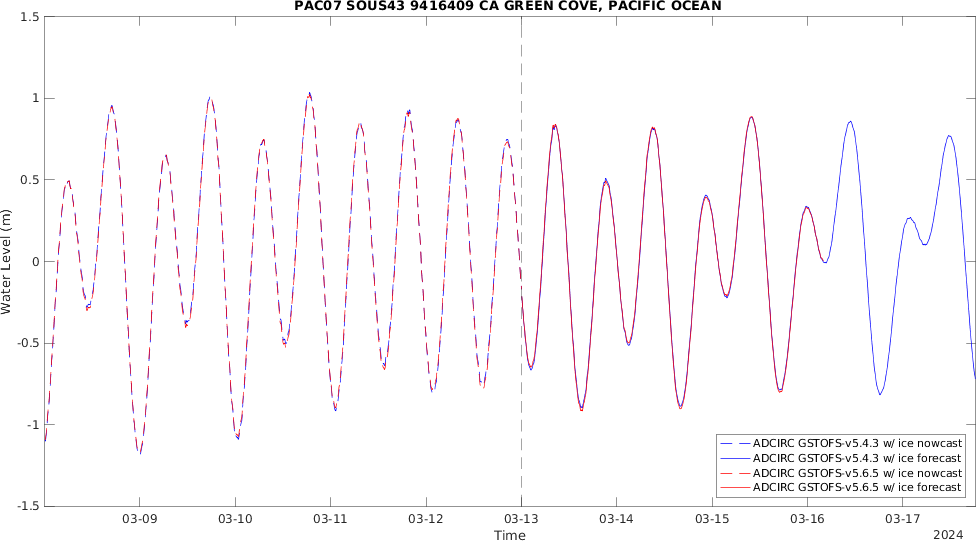 PAC07 SOUS43 9416409 CA GREEN COVE, PACIFIC OCEAN
1.5
1
0.5
0
-0.5
-1
-1.5
Water Level (m)
ADCIRC GSTOFS-v5.4.3 w/ ice nowcast
ADCIRC GSTOFS-v5.4.3 w/ ice forecast
ADCIRC GSTOFS-v5.6.5 w/ ice nowcast
ADCIRC GSTOFS-v5.6.5 w/ ice forecast
03-09 03-10 03-11 03-12 03-13 03-14 03-15 03-16 03-17
Time
2024